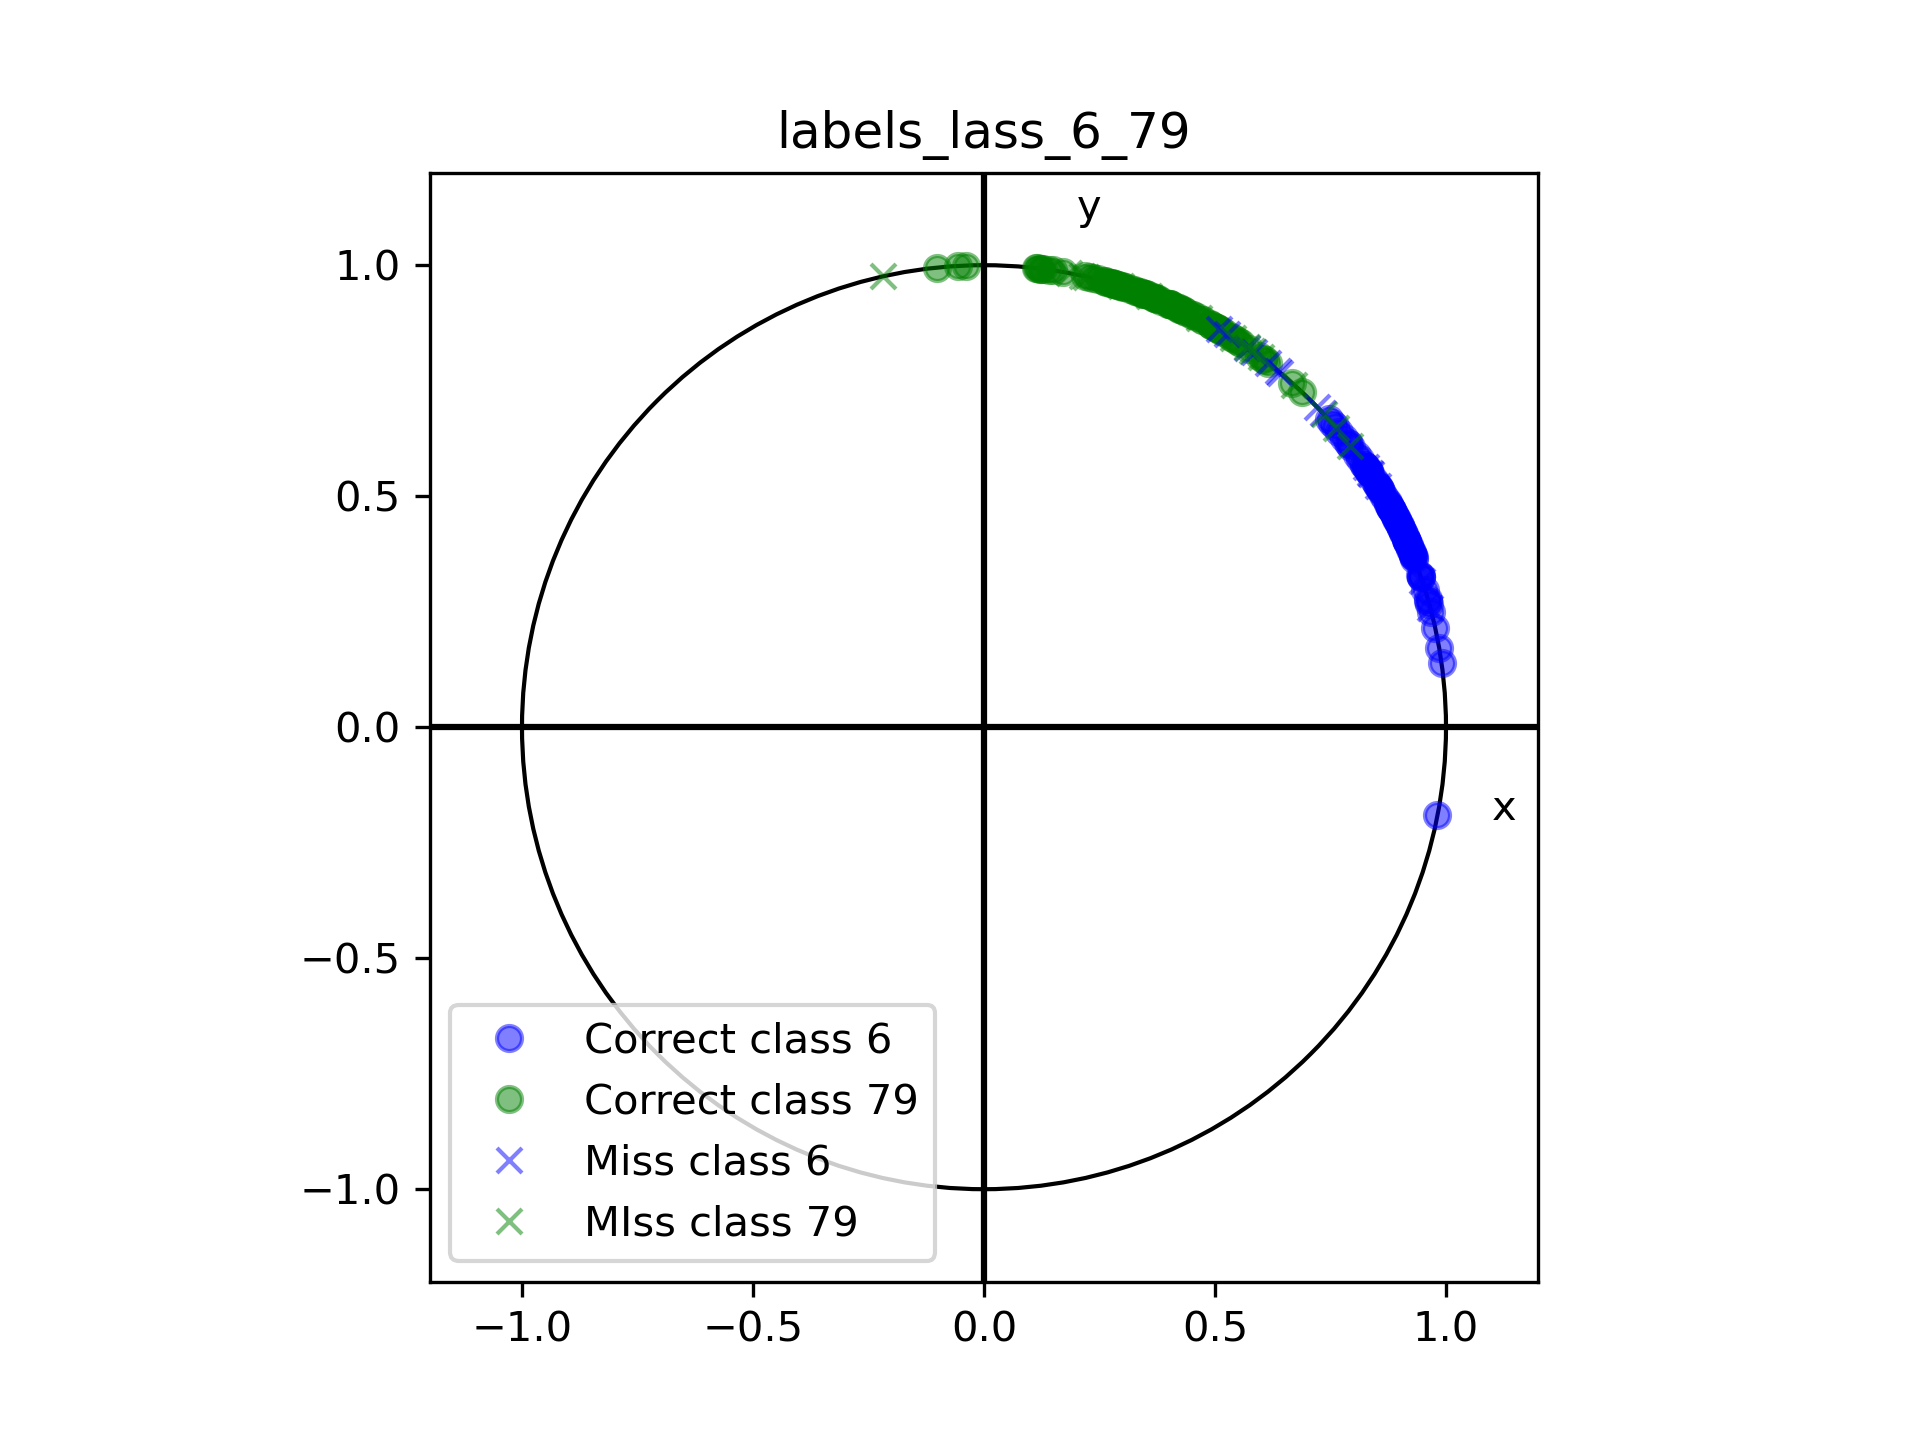 labels_lass_6_79
y
1.0
0.5
0.0
x
−0.5
−1.0
Correct class 6
Correct class 79
Miss class 6
MIss class 79
−1.0 −0.5 0.0 0.5 1.0